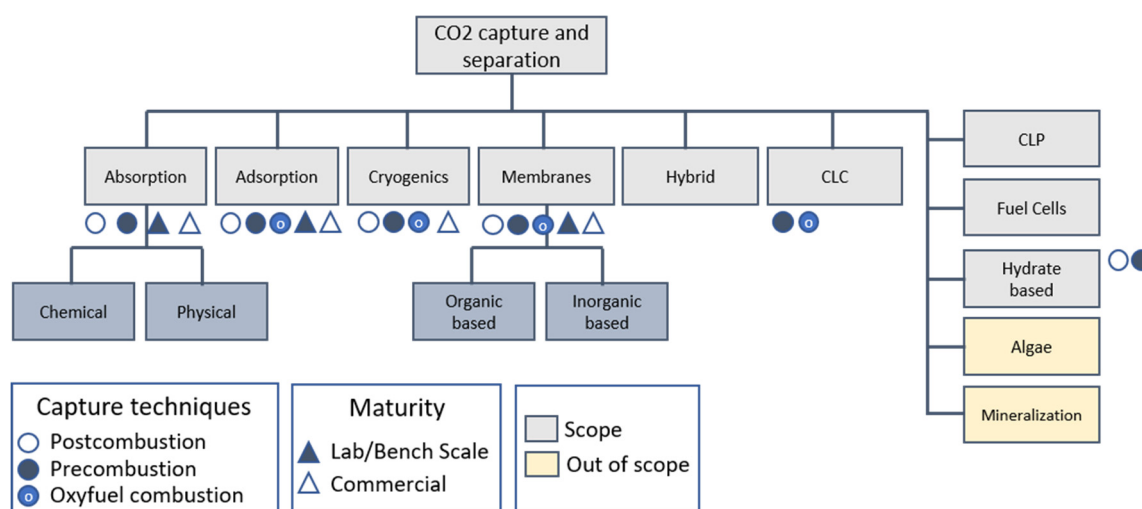 CO2 capture and
separation
Absorption
Adsorption
Cryogenics
Membranes
Hybrid
CLC
CLP
Fuel Cells
Hydrate
based
Algae
Mineralization
o
o
o
o
Chemical
Physical
Organic
based
Inorganic
based
Capture techniques
Postcombustion
Precombustion
o Oxyfuel combustion
Maturity
Lab/Bench Scale
Commercial
Scope
Out of scope